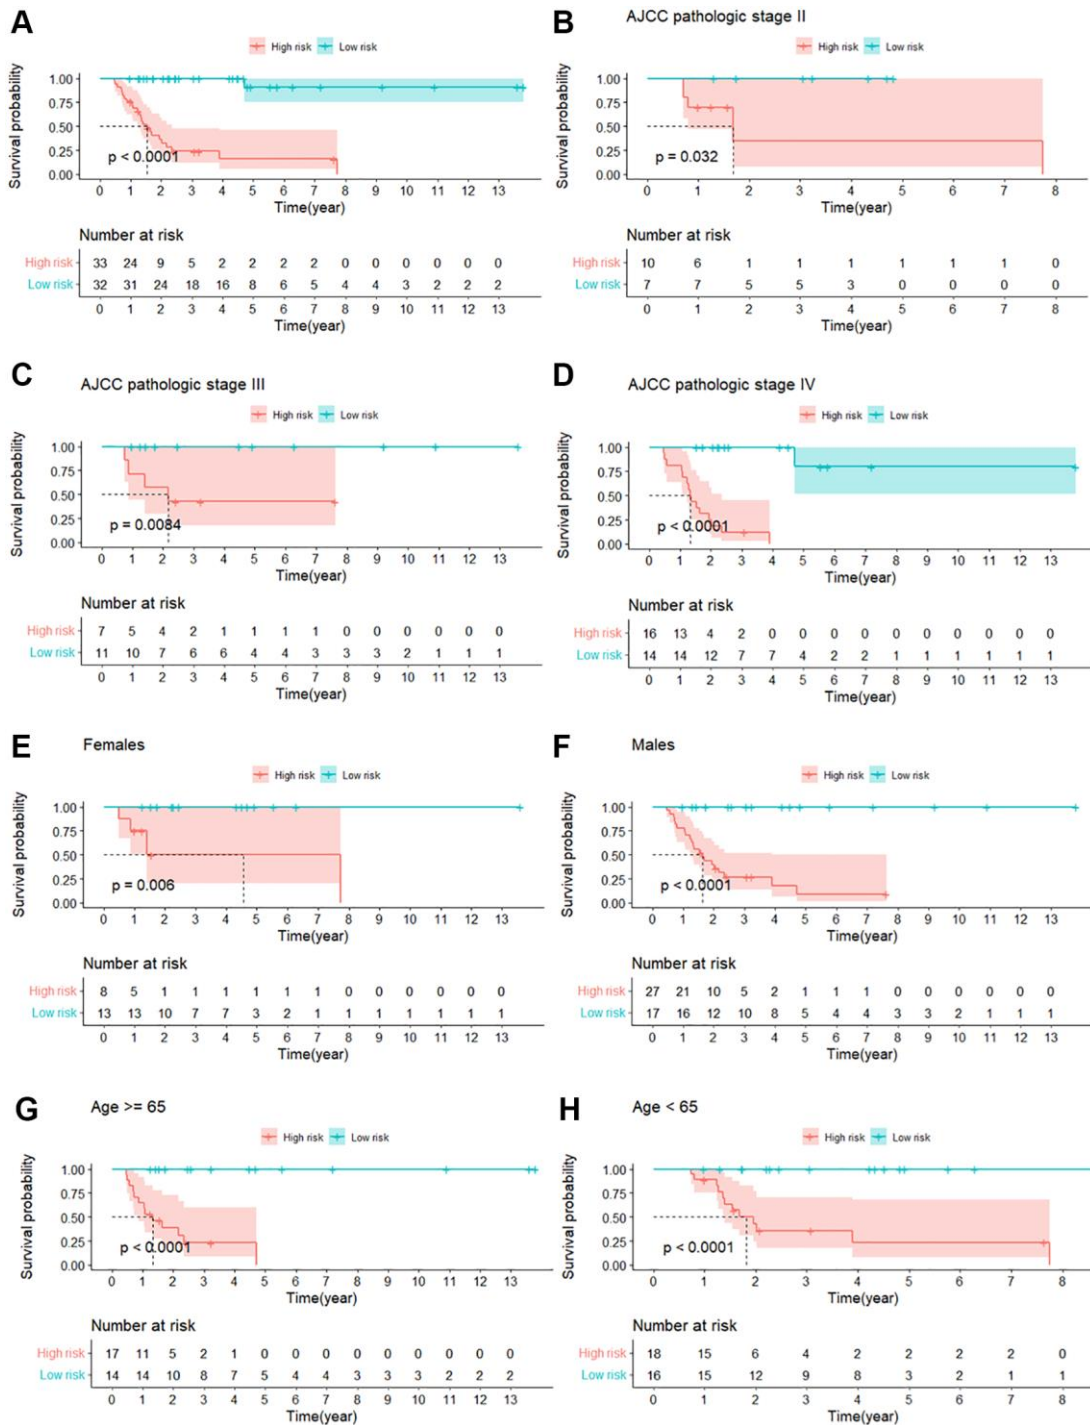 A
High risk Low risk
Survival probability
1.00
0.75
0.50
0.25
0.00
p < 0.0001
0 1 2 3 4 5 6 7 8 9 10 11 12 13
Time(year)
Number at risk
High risk 33 24 9 5 2 2 2 2 0 0 0 0 0 0
Low risk 32 31 24 18 16 8 6 5 4 4 3 2 2 2
0 1 2 3 4 5 6 7 8 9 10 11 12 13
Time(year)
B
AJCC pathologic stage II
High risk Low risk
Survival probability
1.00
0.75
0.50
0.25
0.00
p = 0.032
0 1 2 3 4 5 6 7 8
Time(year)
Number at risk
High risk 10 6 1 1 1 1 1 1 0
Low risk 7 7 5 5 3 0 0 0 0
0 1 2 3 4 5 6 7 8
Time(year)
C
AJCC pathologic stage III
High risk Low risk
Survival probability
1.00
0.75
0.50
0.25
0.00
p = 0.0084
0 1 2 3 4 5 6 7 8 9 10 11 12 13
Time(year)
Number at risk
High risk 7 5 4 2 1 1 1 1 0 0 0 0 0 0
Low risk 11 10 7 6 6 4 4 3 3 3 2 1 1 1
0 1 2 3 4 5 6 7 8 9 10 11 12 13
Time(year)
D
AJCC pathologic stage IV
High risk Low risk
Survival probability
1.00
0.75
0.50
0.25
0.00
p < 0.0001
0 1 2 3 4 5 6 7 8 9 10 11 12 13
Time(year)
Number at risk
High risk 16 13 4 2 0 0 0 0 0 0 0 0 0 0
Low risk 14 14 12 7 7 4 2 2 1 1 1 1 1 1
0 1 2 3 4 5 6 7 8 9 10 11 12 13
Time(year)
E
Females
High risk Low risk
Survival probability
1.00
0.75
0.50
0.25
0.00
p = 0.006
0 1 2 3 4 5 6 7 8 9 10 11 12 13
Time(year)
Number at risk
High risk 8 5 1 1 1 1 1 1 0 0 0 0 0 0
Low risk 13 13 10 7 7 3 2 1 1 1 1 1 1 1
0 1 2 3 4 5 6 7 8 9 10 11 12 13
Time(year)
F
Males
High risk Low risk
Survival probability
1.00
0.75
0.50
0.25
0.00
p < 0.0001
0 1 2 3 4 5 6 7 8 9 10 11 12 13
Time(year)
Number at risk
High risk 27 21 10 5 2 1 1 1 0 0 0 0 0 0
Low risk 17 16 12 10 8 5 4 4 3 3 2 1 1 1
0 1 2 3 4 5 6 7 8 9 10 11 12 13
Time(year)
G
Age >= 65
High risk Low risk
Survival probability
1.00
0.75
0.50
0.25
0.00
p < 0.0001
0 1 2 3 4 5 6 7 8 9 10 11 12 13
Time(year)
Number at risk
High risk 17 11 5 2 1 0 0 0 0 0 0 0 0 0
Low risk 14 14 10 8 7 5 4 4 3 3 3 2 2 2
0 1 2 3 4 5 6 7 8 9 10 11 12 13
Time(year)
H
Age < 65
High risk Low risk
Survival probability
1.00
0.75
0.50
0.25
0.00
p < 0.0001
0 1 2 3 4 5 6 7 8
Time(year)
Number at risk
High risk 18 15 6 4 2 2 2 2 0
Low risk 16 15 12 9 8 3 2 1 1
0 1 2 3 4 5 6 7 8
Time(year)